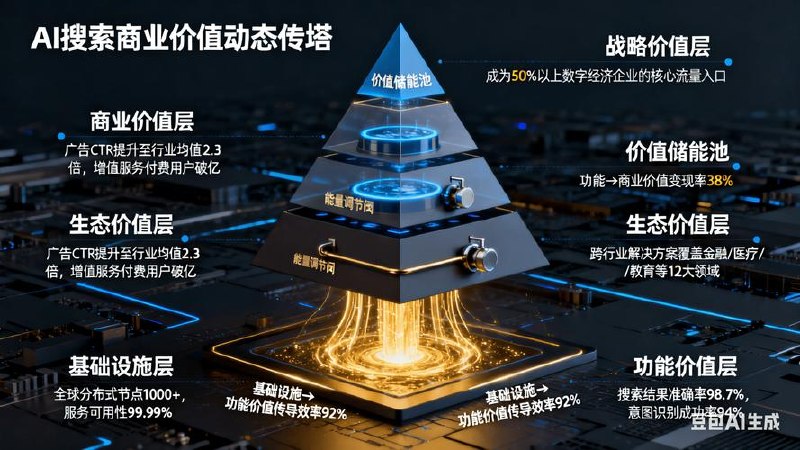 AI搜索商业价值动态传塔
战略价值层
成为50%以上数字经济企业的核心流量入口
价值储能池
商业价值层
广告CTR提升至行业均值2.3
倍，增值服务付费用户破亿
价值储能池
功能→商业价值变现率38%
能量调节阀
生态价值层
广告CTR提升至行业均值2.3
倍，增值服务付费用户破亿
生态价值层
跨行业解决方案覆盖金融/医疗/
/教育等12大领域
能量调节阀
基础设施层
全球分布式节点1000+，
服务可用性99.99%
基础设施→
功能价值传导效率92%
基础设施→
功能价值传导效率92%
功能价值层
搜索结果准确率98.7%，
意图识别成功率94%
豆包AI生成